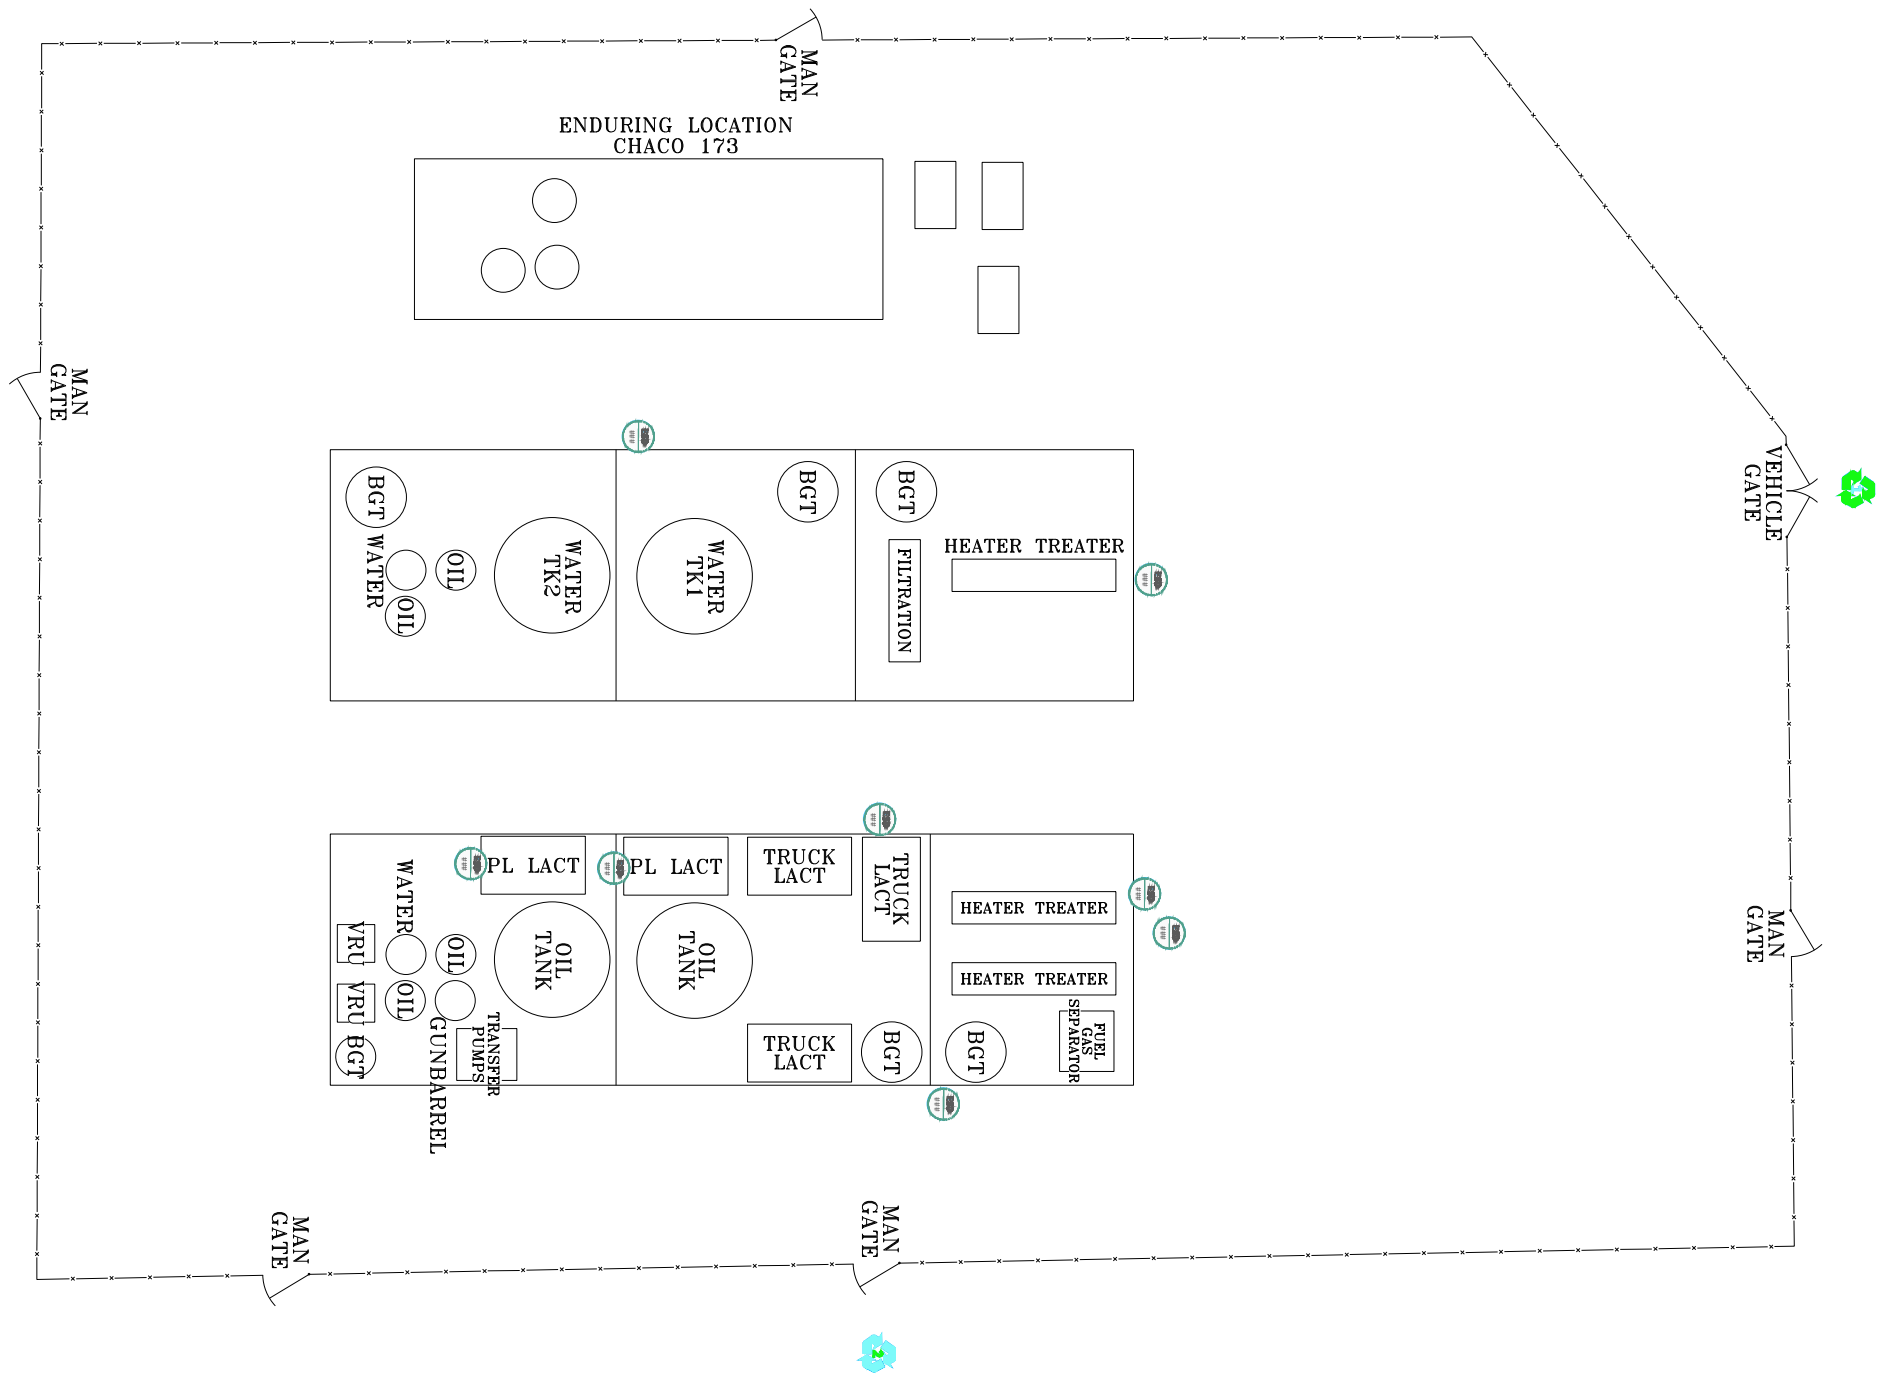 MAN
GATE
ENDURING LOCATION
CHACO 173
MAN
GATE
VEHICLE
GATE
BGT
BGT
BGT
WATER
OIL
OIL
WATER
TK2
WATER
TK1
FILTRATION
HEATER TREATER
###
###
###
PL LACT
###
PL LACT
###
TRUCK
LACT
TRUCK
LACT
WATER
VRU
OIL
VRU
OIL
BGT
GUNBARREL
TRANSFER
PUMPS
OIL
TANK
OIL
TANK
TRUCK
LACT
BGT
BGT
HEATER TREATER
###
###
HEATER TREATER
FUEL
GAS
SEPARATOR
###
MAN
GATE
MAN
GATE
MAN
GATE